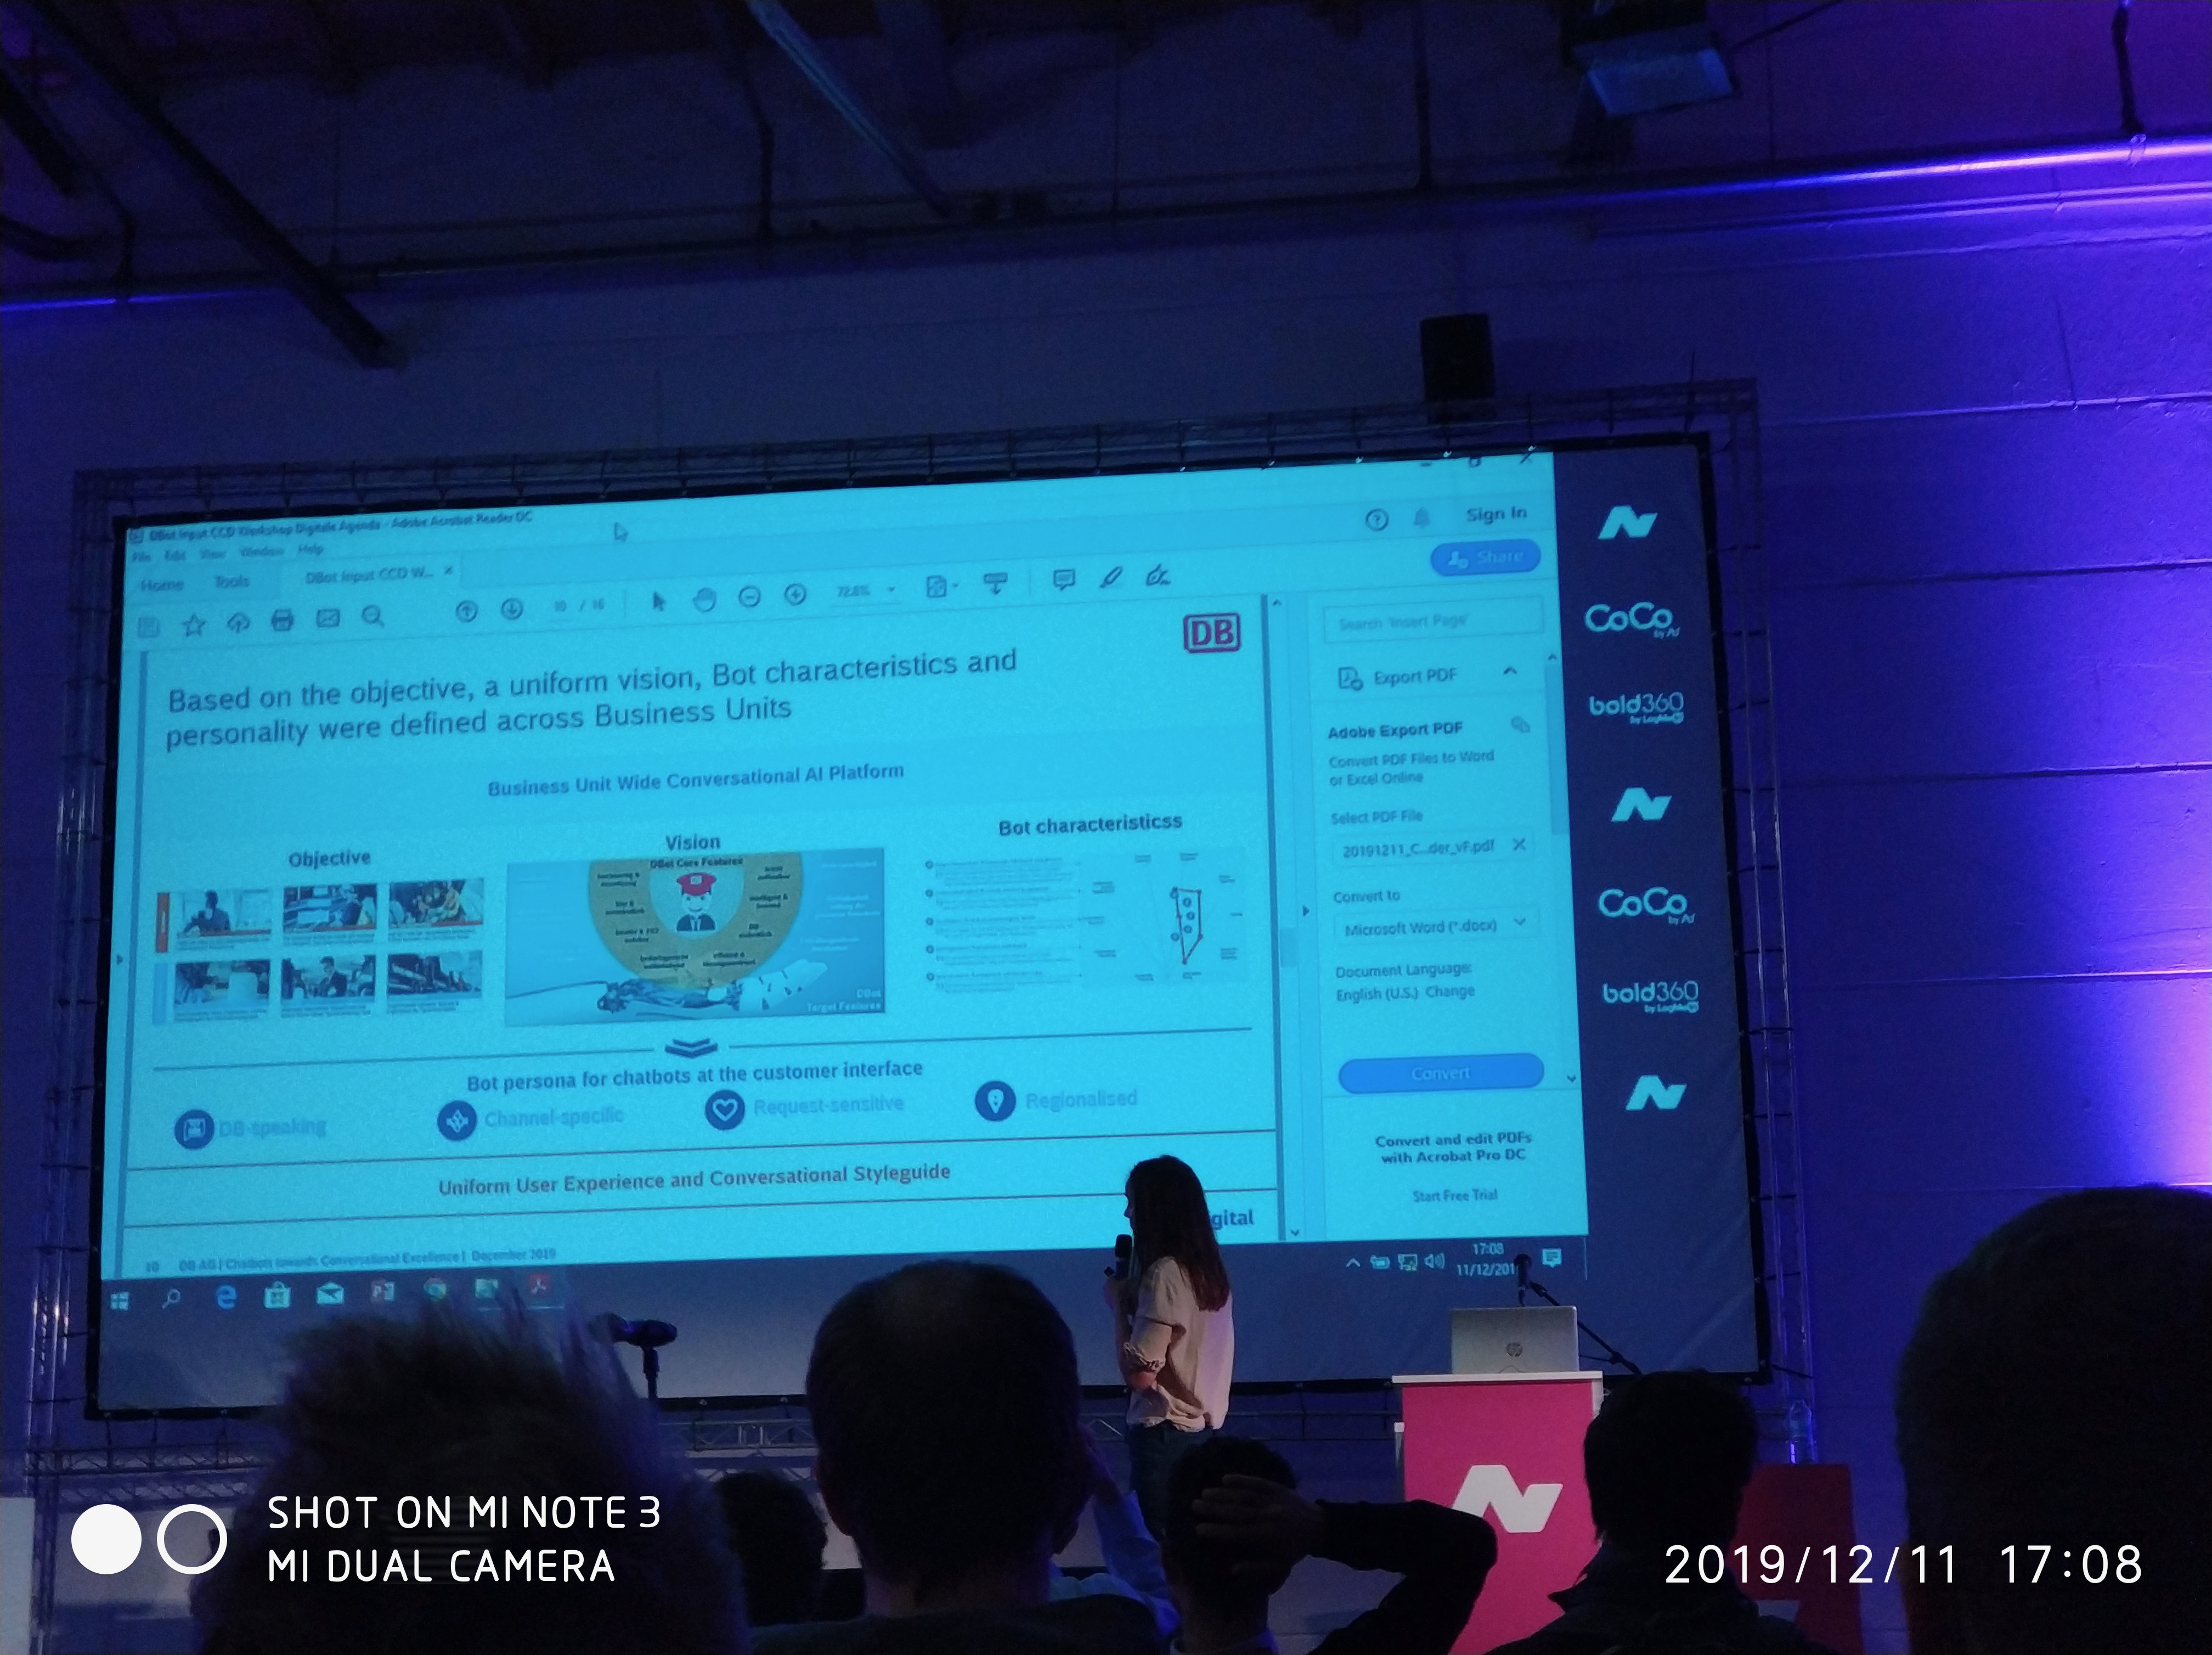 DBot Input CCD Workshop Digitale Agenda - Adobe Acrobat Reader DC
File Edit View Window Help
Home Tools DBot Input CCD W... ×
Sign In
Share
10 / 16
72,8%
DB
Based on the objective, a uniform vision, Bot characteristics and
personality were defined across Business Units
Business Unit Wide Conversational AI Platform
Objective
Vision
Bot characteristicss
DBot Core Features
DBot
Target Features
Bot persona for chatbots at the customer interface
DB-speaking
Channel-specific
Request-sensitive
Regionalised
Uniform User Experience and Conversational Styleguide
gital
10 DB AG | Chatbots towards Conversational Excellence | December 2019
Search 'Insert Page'
Export PDF
Adobe Export PDF
Convert PDF Files to Word
or Excel Online
Select PDF File
20191211_C...der_vF.pdf
Convert to
Microsoft Word (*.docx)
Document Language:
English (U.S.) Change
Convert
Convert and edit PDFs
with Acrobat Pro DC
Start Free Trial
17:08
11/12/201
CoCo
by
bold360
by LogMeIn
CoCo
by
bold360
by LogMeIn
hp
SHOT ON MI NOTE 3
MI DUAL CAMERA
2019/12/11 17:08